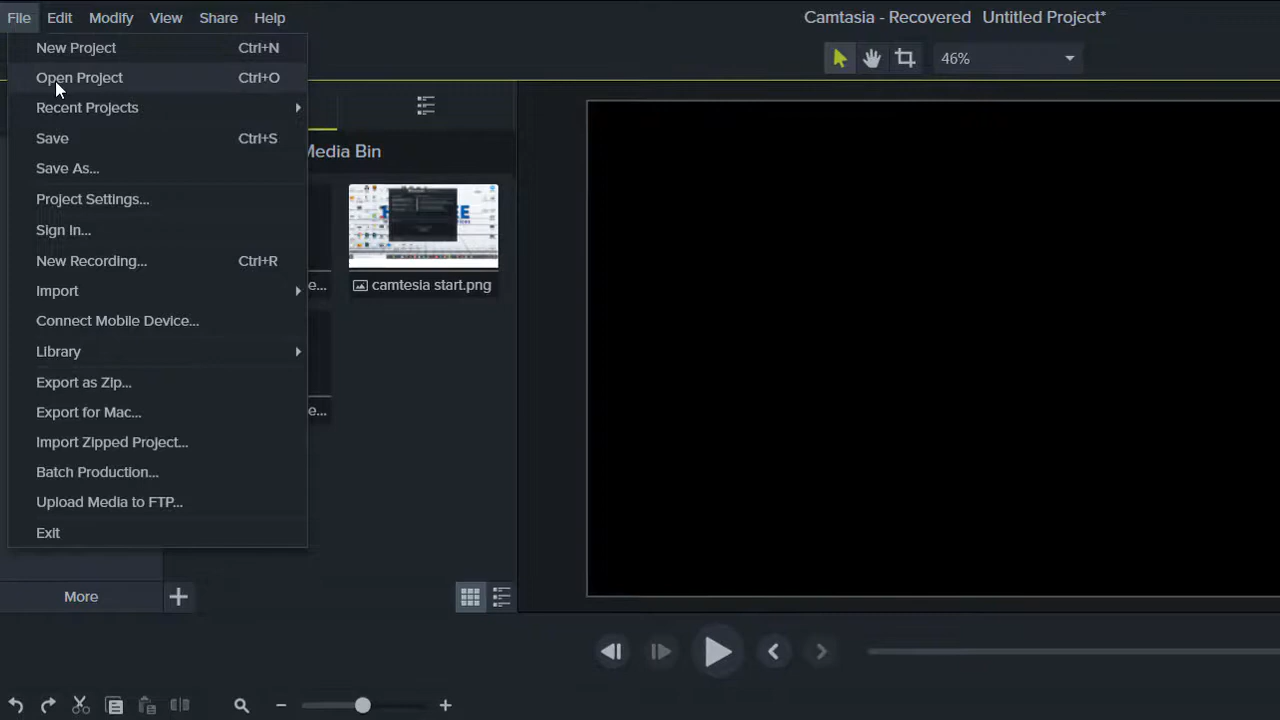 File Edit Modify View Share Help
Camtasia - Recovered Untitled Project*
New Project Ctrl+N
Open Project Ctrl+O
Recent Projects
Save Ctrl+S
Save As...
Project Settings...
Sign In...
New Recording... Ctrl+R
Import
Connect Mobile Device...
Library
Export as Zip...
Export for Mac...
Import Zipped Project...
Batch Production...
Upload Media to FTP...
Exit
46%
Media Bin
e...
camtesia start.png
e...
More